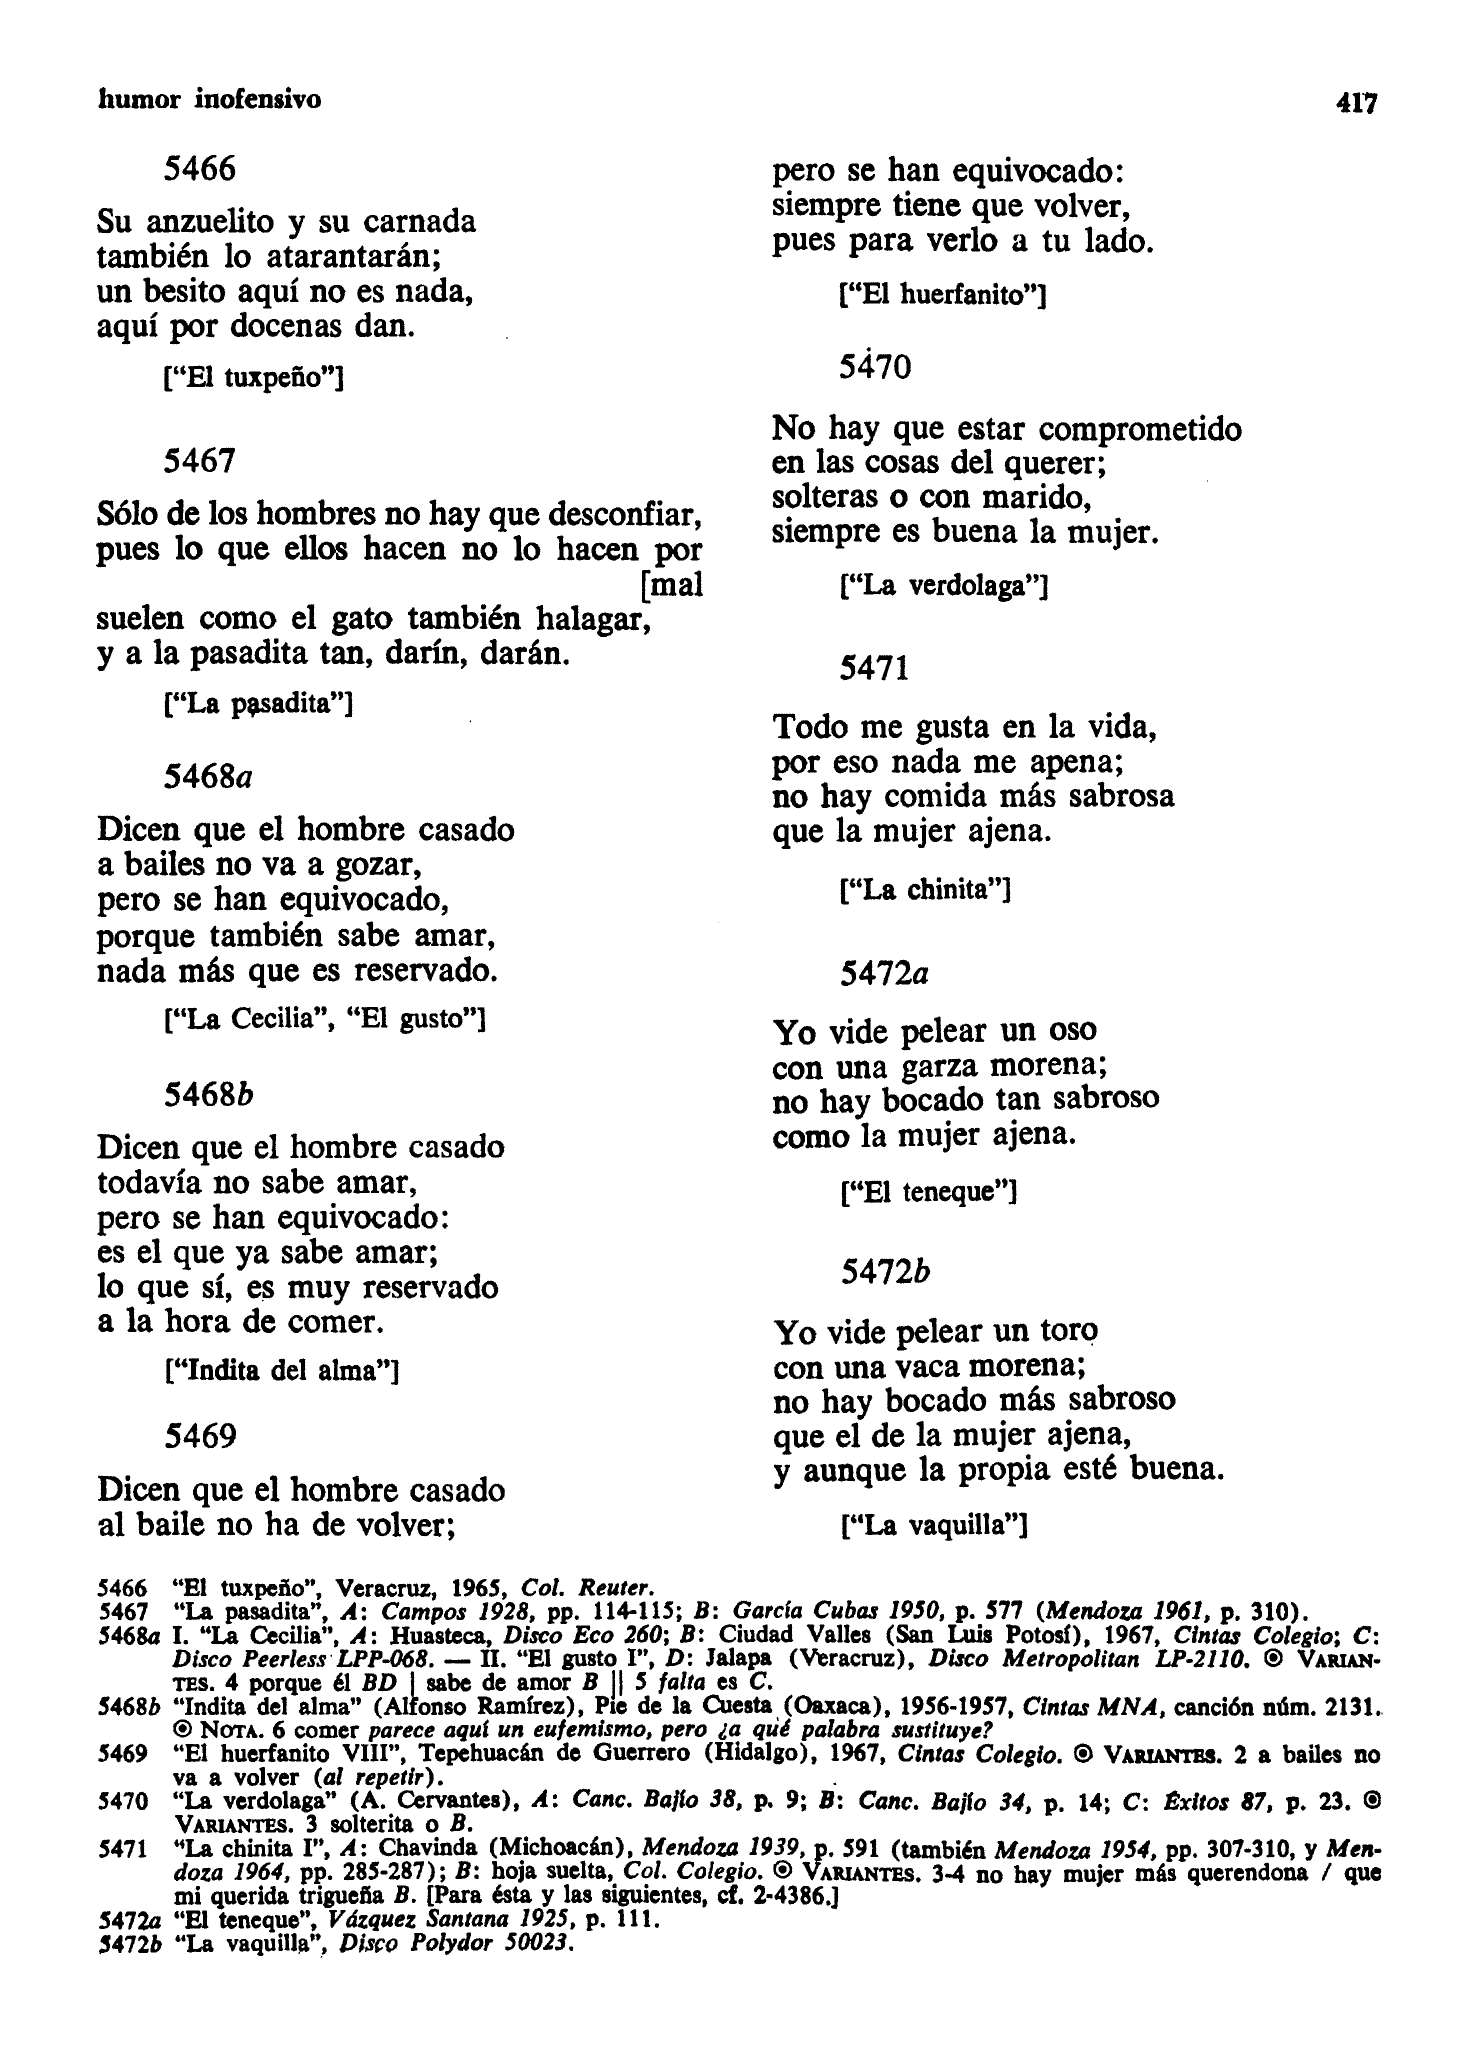 humor inofensivo
417
5466
Su anzuelito y su carnada
también lo atarantarán;
un besito aquí no es nada,
aquí por docenas dan.
[“El tuxpeño”]
5467
Sólo de los hombres no hay que desconfiar,
pues lo que ellos hacen no lo hacen por
[mal
suelen como el gato también halagar,
y a la pasadita tan, darín, darán.
[“La pasadita”]
5468a
Dicen que el hombre casado
a bailes no va a gozar,
pero se han equivocado,
porque también sabe amar,
nada más que es reservado.
[“La Cecilia”, “El gusto”]
5468b
Dicen que el hombre casado
todavía no sabe amar,
pero se han equivocado:
es el que ya sabe amar;
lo que sí, es muy reservado
a la hora de comer.
[“Indita del alma”]
5469
Dicen que el hombre casado
al baile no ha de volver;
pero se han equivocado:
siempre tiene que volver,
pues para verlo a tu lado.
[“El huerfanito”]
5470
No hay que estar comprometido
en las cosas del querer;
solteras o con marido,
siempre es buena la mujer.
[“La verdolaga”]
5471
Todo me gusta en la vida,
por eso nada me apena;
no hay comida más sabrosa
que la mujer ajena.
[“La chinita”]
5472a
Yo vide pelear un oso
con una garza morena;
no hay bocado tan sabroso
como la mujer ajena.
[“El teneque”]
5472b
Yo vide pelear un toro
con una vaca morena;
no hay bocado más sabroso
que el de la mujer ajena,
y aunque la propia esté buena.
[“La vaquilla”]
5466 “El tuxpeño”, Veracruz, 1965, Col. Reuter.
5467 “La pasadita”, A: Campos 1928, pp. 114-115; B: García Cubas 1950, p. 577 (Mendoza 1961, p. 310).
5468a I. “La Cecilia”, A: Huasteca, Disco Eco 260; B: Ciudad Valles (San Luis Potosí), 1967, Cintas Colegio; C:
Disco Peerless LPP-068. — II. “El gusto I”, D: Jalapa (Veracruz), Disco Metropolitan LP-2110. ® VARIAN-
TES. 4 porque él BD | sabe de amor B || 5 falta es C.
5468b “Indita del alma” (Alfonso Ramírez), Pie de la Cuesta (Oaxaca), 1956-1957, Cintas MNA, canción núm. 2131.
® NOTA. 6 comer parece aquí un eufemismo, pero ¿a qué palabra sustituye?
5469 “El huerfanito VIII”, Tepehuacán de Guerrero (Hidalgo), 1967, Cintas Colegio. ® VARIANTES. 2 a bailes no
va a volver (al repetir).
5470 “La verdolaga” (A. Cervantes), A: Canc. Bajío 38, p. 9; B: Canc. Bajío 34, p. 14; C: Éxitos 87, p. 23. ®
VARIANTES. 3 solterita o B.
5471 “La chinita I”, A: Chavinda (Michoacán), Mendoza 1939, p. 591 (también Mendoza 1954, pp. 307-310, y Men-
doza 1964, pp. 285-287); B: hoja suelta, Col. Colegio. ® VARIANTES. 3-4 no hay mujer más querendona / que
mi querida trigueña B. [Para ésta y las siguientes, cf. 2-4386.]
5472a “El teneque”, Vázquez Santana 1925, p. 111.
5472b “La vaquilla”, Disco Polydor 50023.